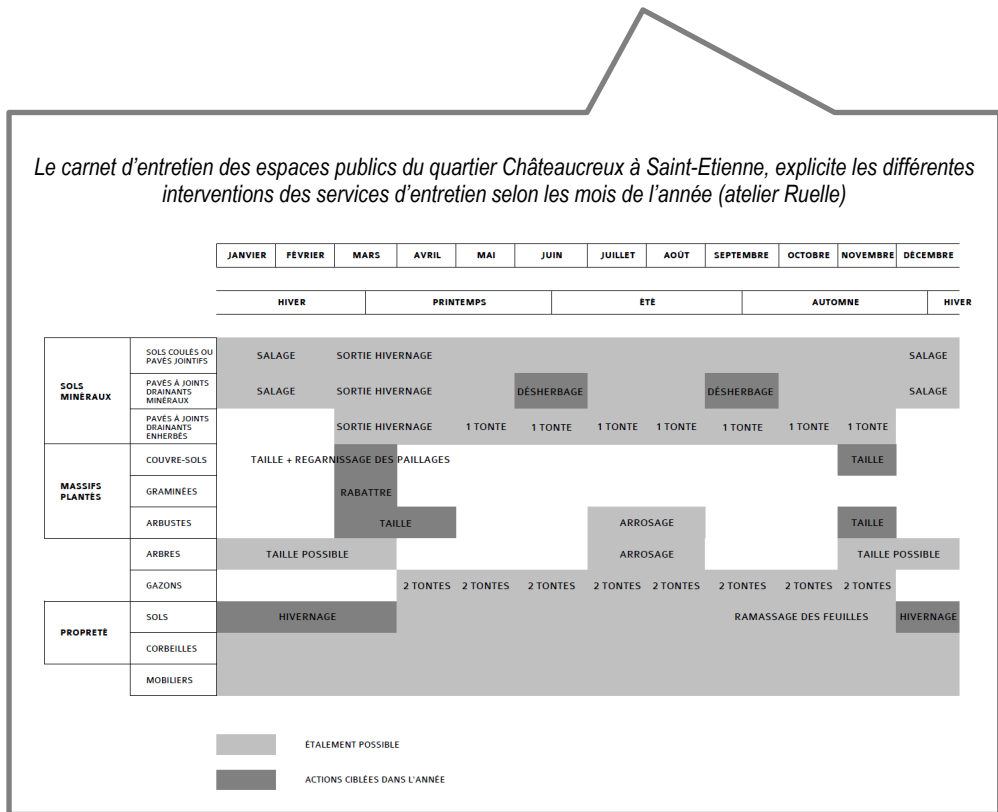 Le carnet d’entretien des espaces publics du quartier Châteaucreux à Saint-Etienne, explicite les différentes
interventions des services d’entretien selon les mois de l’année (atelier Ruelle)
JANVIER FÉVRIER MARS AVRIL MAI JUIN JUILLET AOÛT SEPTEMBRE OCTOBRE NOVEMBRE DÉCEMBRE
HIVER PRINTEMPS ÉTÉ AUTOMNE HIVER
SOLS MINÉRAUX
SOLS COULÉS OU
PAVÉS JOINTIFS
SALAGE SORTIE HIVERNAGE SALAGE
PAVÉS À JOINTS
DRAINANTS
MINÉRAUX
SALAGE SORTIE HIVERNAGE DÉSHERBAGE DÉSHERBAGE SALAGE
PAVÉS À JOINTS
DRAINANTS
ENHERBÉS
SORTIE HIVERNAGE 1 TONTE 1 TONTE 1 TONTE 1 TONTE 1 TONTE 1 TONTE 1 TONTE
MASSIFS PLANTÉS
COUVRE-SOLS TAILLE + REGARNISSAGE DES PAILLAGES TAILLE
GRAMINÉES RABATTRE
ARBUSTES TAILLE ARROSAGE TAILLE
ARBRES TAILLE POSSIBLE ARROSAGE TAILLE POSSIBLE
GAZONS 2 TONTES 2 TONTES 2 TONTES 2 TONTES 2 TONTES 2 TONTES 2 TONTES 2 TONTES
PROPRETÉ
SOLS HIVERNAGE RAMASSAGE DES FEUILLES HIVERNAGE
CORBEILLES
MOBILIERS
ÉTALEMENT POSSIBLE
ACTIONS CIBLÉES DANS L'ANNÉE